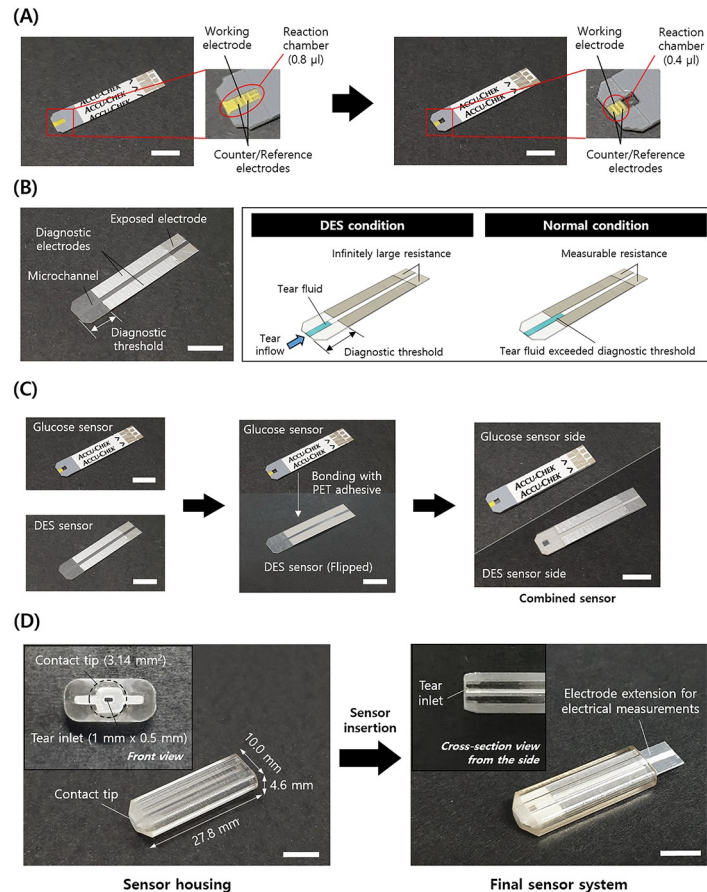 (A)
Working
electrode
Reaction
chamber
(0.8 µl)
ACCU-CHEK
ACCU-CHEK
ACCU-CHEK
Counter/Reference
electrodes
Working
electrode
Reaction
chamber
(0.4 µl)
ACCU-CHEK
ACCU-CHEK
Counter/Reference
electrodes
(B)
Exposed electrode
Diagnostic
electrodes
Microchannel
Diagnostic
threshold
DES condition
Infinitely large resistance
Tear fluid
Tear
inflow
Diagnostic threshold
Normal condition
Measurable resistance
Tear fluid exceeded diagnostic threshold
(C)
Glucose sensor
ACCU-CHEK
ACCU-CHEK
DES sensor
Glucose sensor
ACCU-CHEK
ACCU-CHEK
Bonding with
PET adhesive
DES sensor (Flipped)
Glucose sensor side
ACCU-CHEK
ACCU-CHEK
DES sensor side
Combined sensor
(D)
Contact tip (3.14 mm²)
Tear inlet (1 mm x 0.5 mm)
Front view
Contact tip
10.0 mm
4.6 mm
27.8 mm
Sensor housing
Sensor
insertion
Tear
inlet
Cross-section view
from the side
Electrode extension for
electrical measurements
Final sensor system